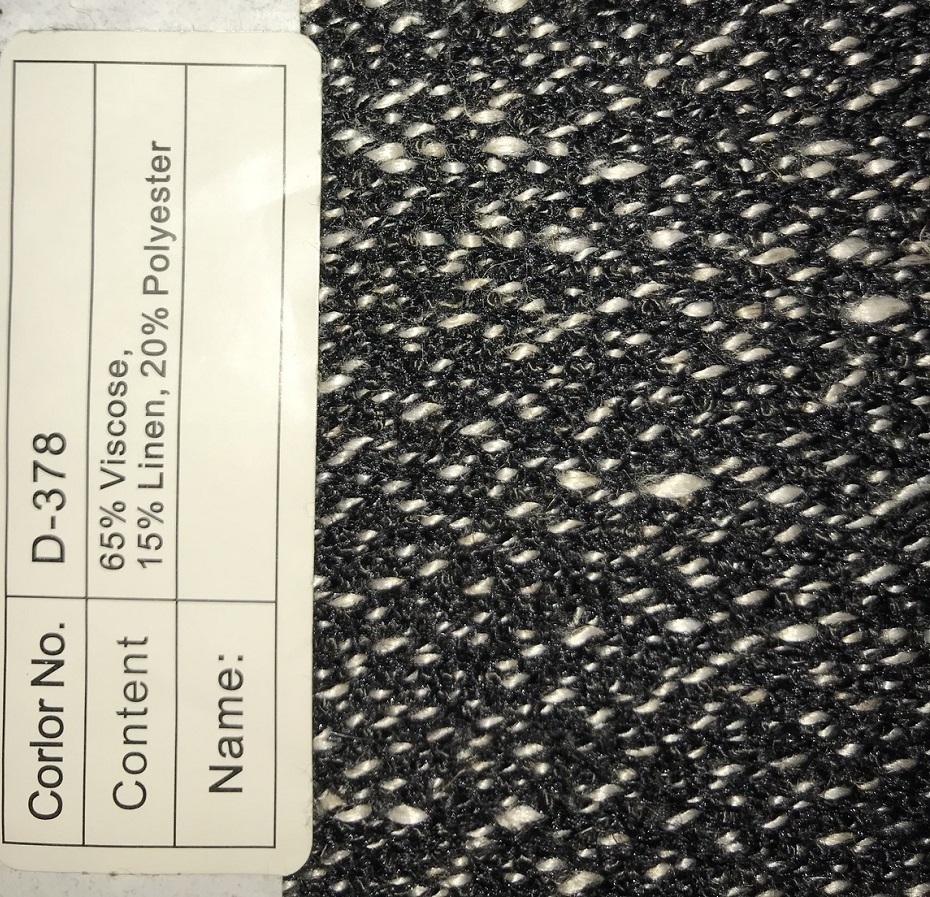 Corlor No. D-378
Content 65% Viscose,
15% Linen, 20% Polyester
Name: